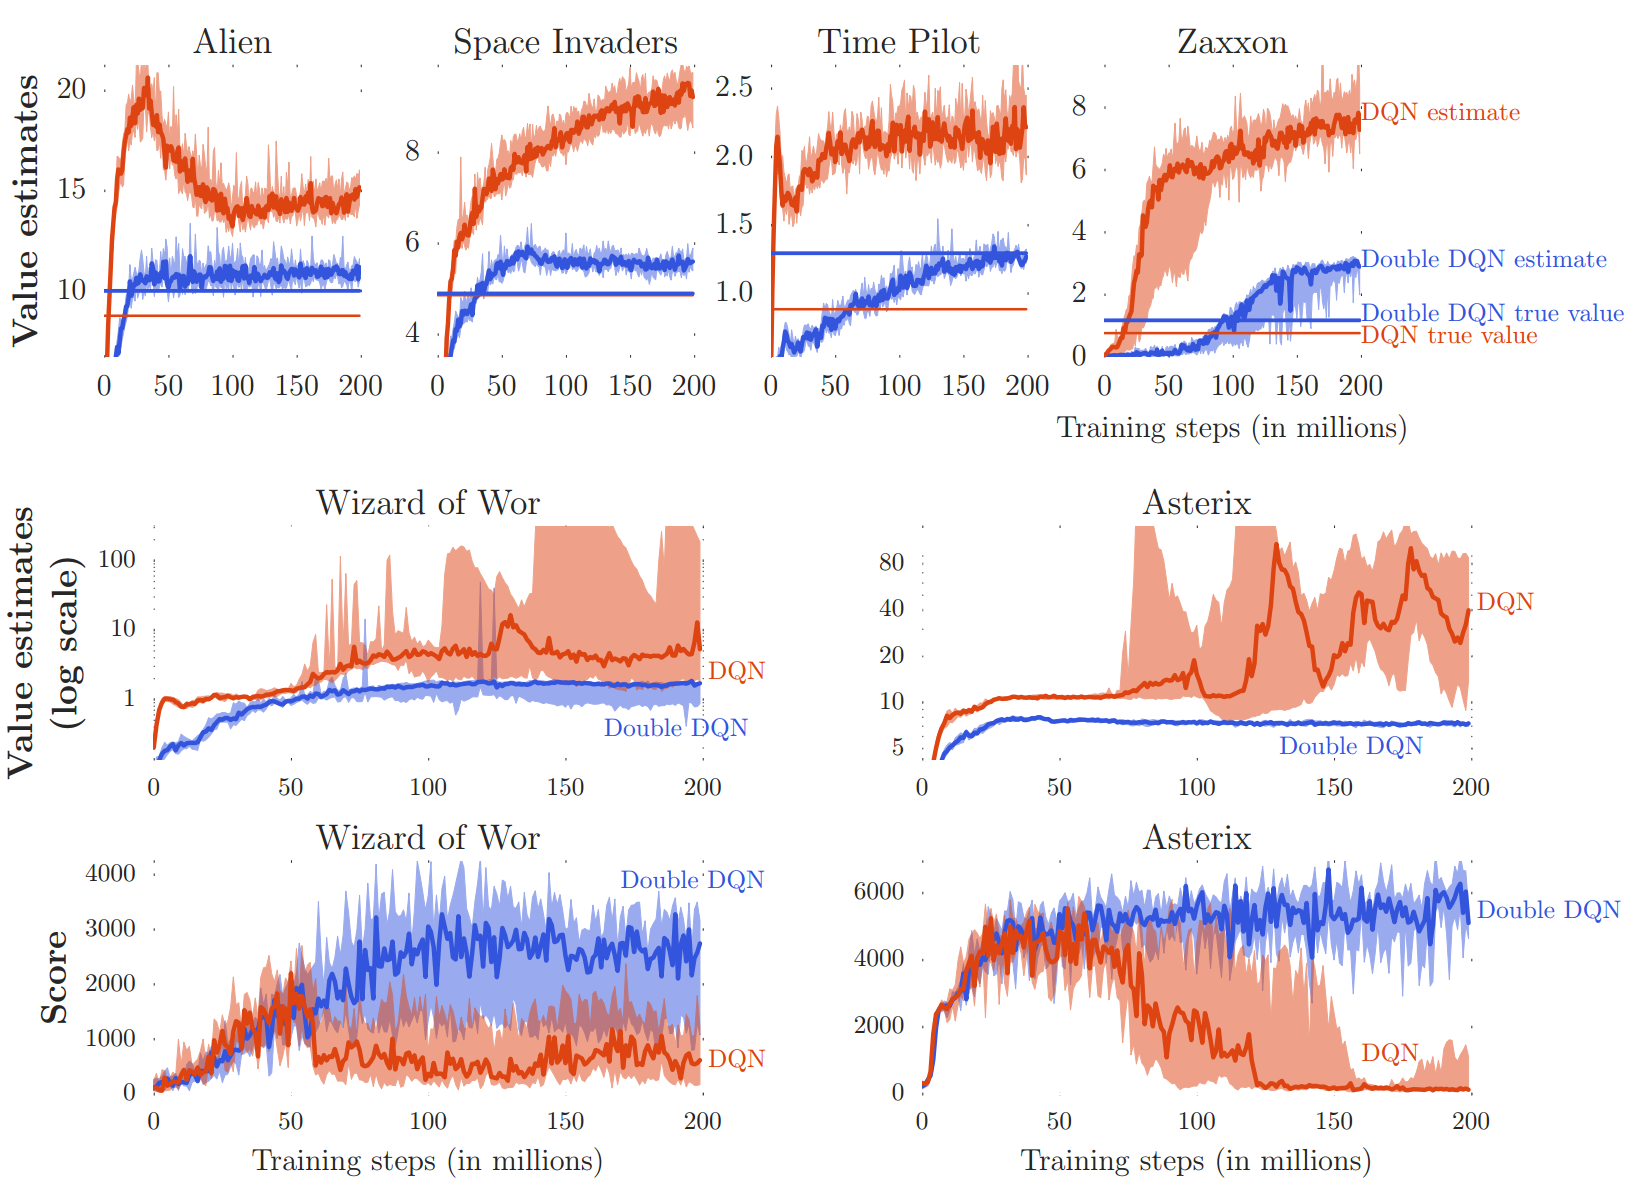 Alien
Space Invaders
Time Pilot
Zaxxon
Value estimates
20
15
10
0 50 100 150 200
8
6
4
0 50 100 150 200
2.5
2.0
1.5
1.0
0 50 100 150 200
8
6
4
2
0
0 50 100 150 200
DQN estimate
Double DQN estimate
Double DQN true value
DQN true value
Training steps (in millions)
Wizard of Wor
Asterix
Value estimates
(log scale)
100
10
1
DQN
Double DQN
0 50 100 150 200
80
40
20
10
5
DQN
Double DQN
0 50 100 150 200
Wizard of Wor
Asterix
Score
4000
3000
2000
1000
0
Double DQN
DQN
0 50 100 150 200
Training steps (in millions)
6000
4000
2000
0
Double DQN
DQN
0 50 100 150 200
Training steps (in millions)